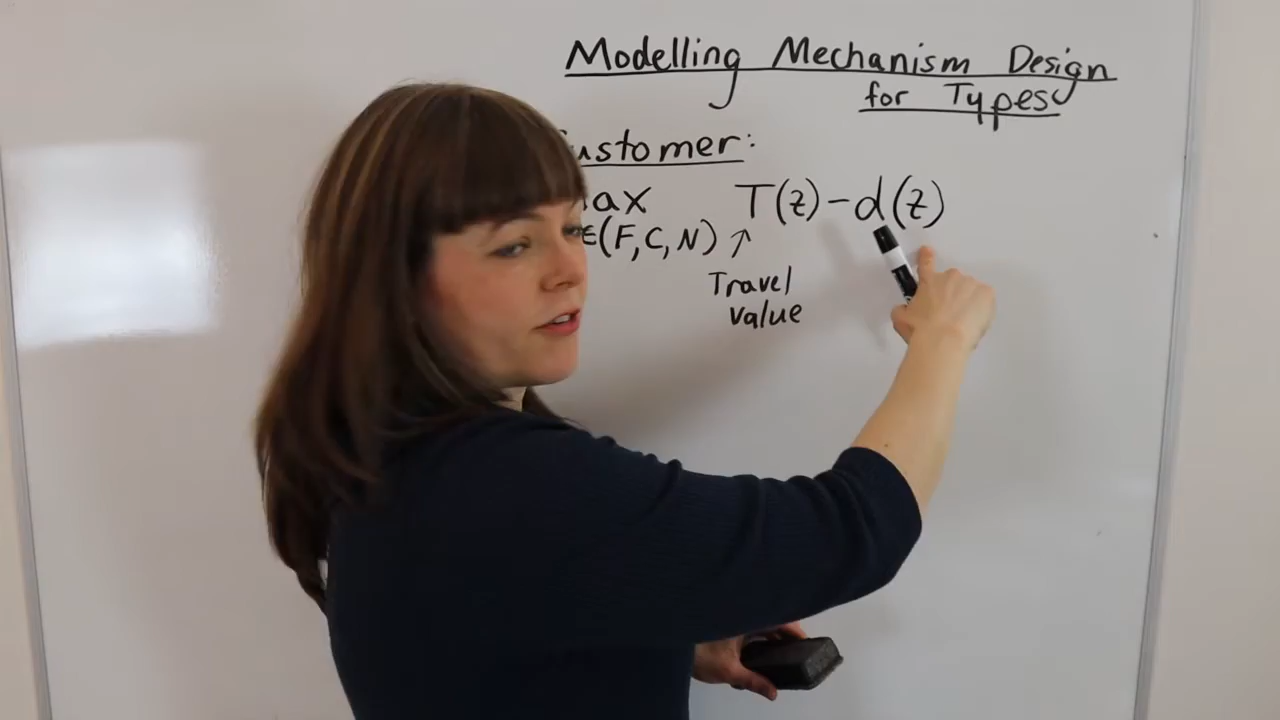 Modelling Mechanism Design
for Types
ustomer:
ax T(z)-d(z)
∈(F,C,N) ↑
Travel
value